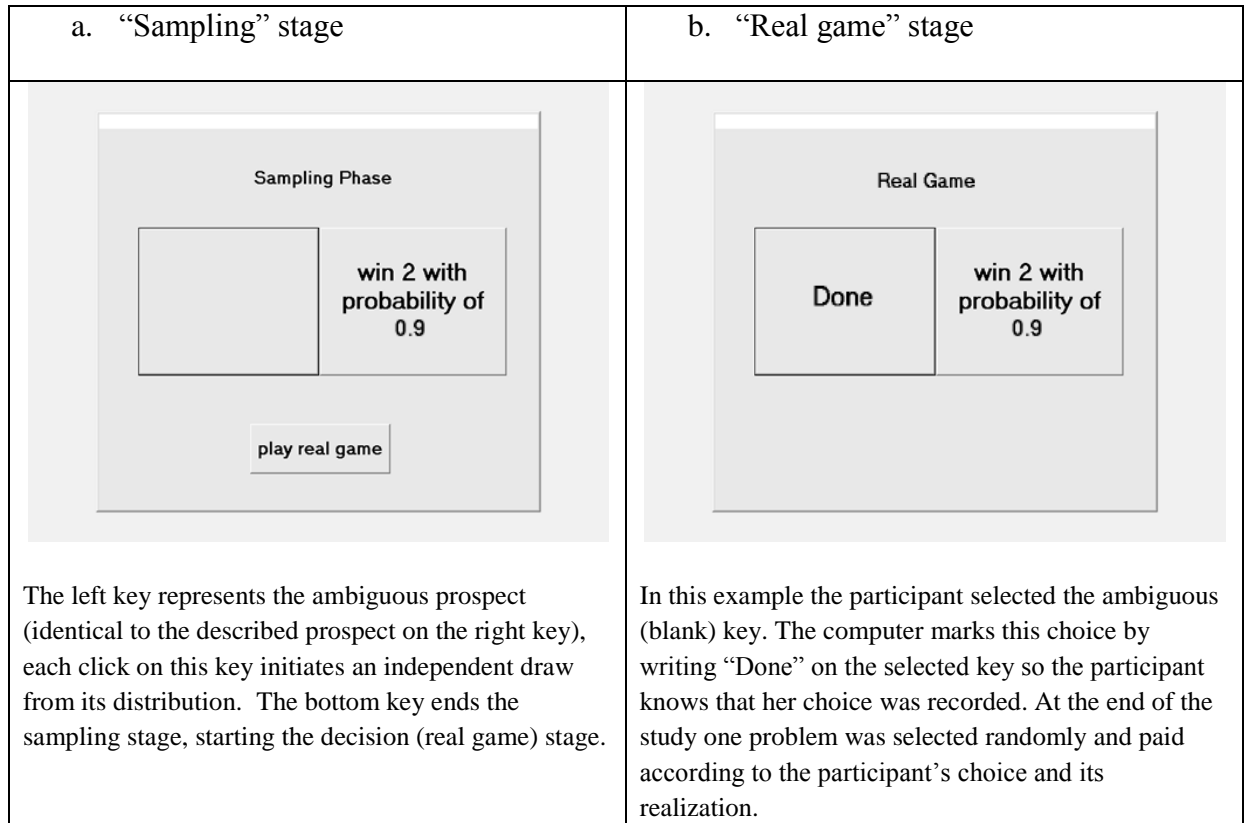 a. “Sampling” stage
b. “Real game” stage
Sampling Phase
win 2 with
probability of
0.9
play real game
Real Game
Done
win 2 with
probability of
0.9
The left key represents the ambiguous prospect
(identical to the described prospect on the right key),
each click on this key initiates an independent draw
from its distribution.  The bottom key ends the
sampling stage, starting the decision (real game) stage.
In this example the participant selected the ambiguous
(blank) key. The computer marks this choice by
writing “Done” on the selected key so the participant
knows that her choice was recorded. At the end of the
study one problem was selected randomly and paid
according to the participant’s choice and its
realization.